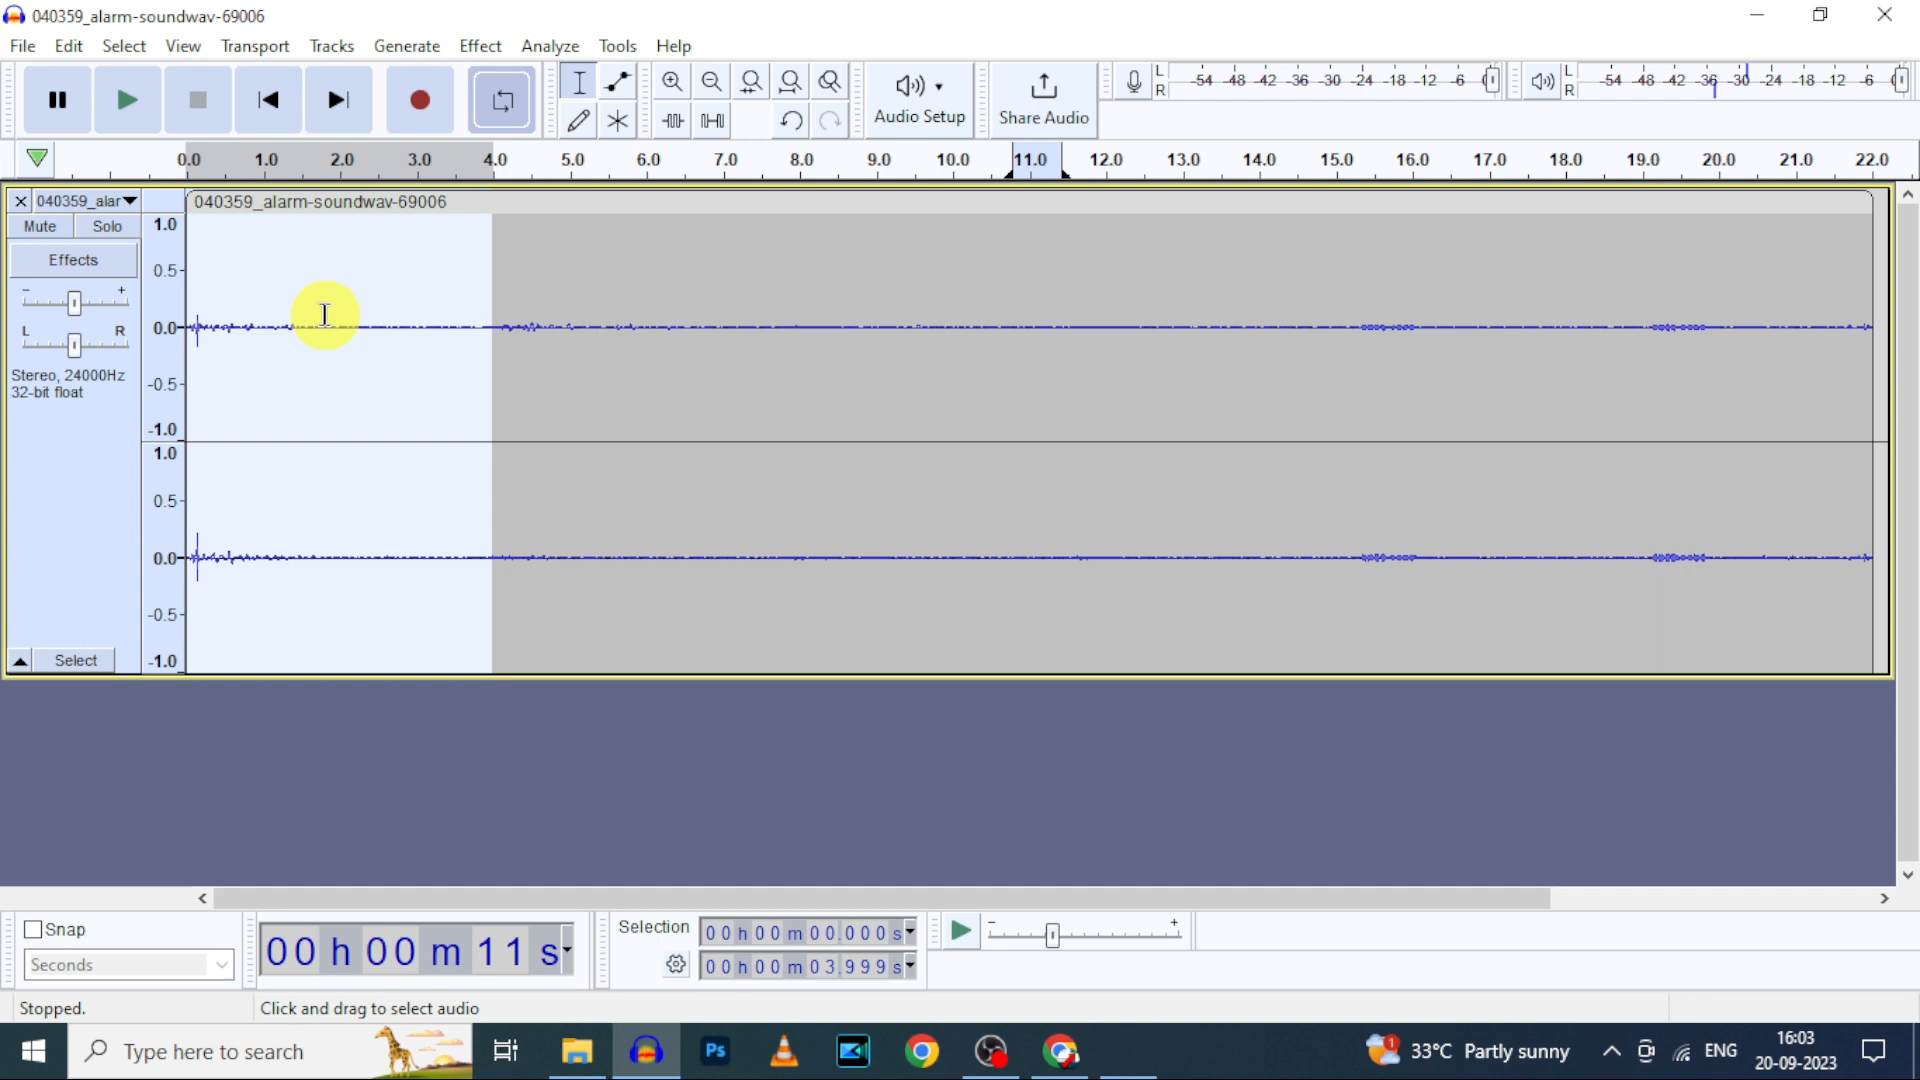 040359_alarm-soundwav-69006
File Edit Select View Transport Tracks Generate Effect Analyze Tools Help
Audio Setup
Share Audio
L R -54 -48 -42 -36 -30 -24 -18 -12 -6 0
L R -54 -48 -42 -36 -30 -24 -18 -12 -6 0
0.0 1.0 2.0 3.0 4.0 5.0 6.0 7.0 8.0 9.0 10.0 11.0 12.0 13.0 14.0 15.0 16.0 17.0 18.0 19.0 20.0 21.0 22.0
040359_alar
040359_alarm-soundwav-69006
Mute Solo
Effects
- +
L R
Stereo, 24000Hz
32-bit float
1.0
0.5-
0.0-
-0.5-
-1.0
1.0
0.5-
0.0-
-0.5-
-1.0
Select
Snap
Seconds
00 h 00 m 11 s
Selection
00 h 00 m 00.000 s
00 h 00 m 03.999 s
- +
Stopped.
Click and drag to select audio
Type here to search
Ps
1
33°C Partly sunny
ENG
16:03
20-09-2023